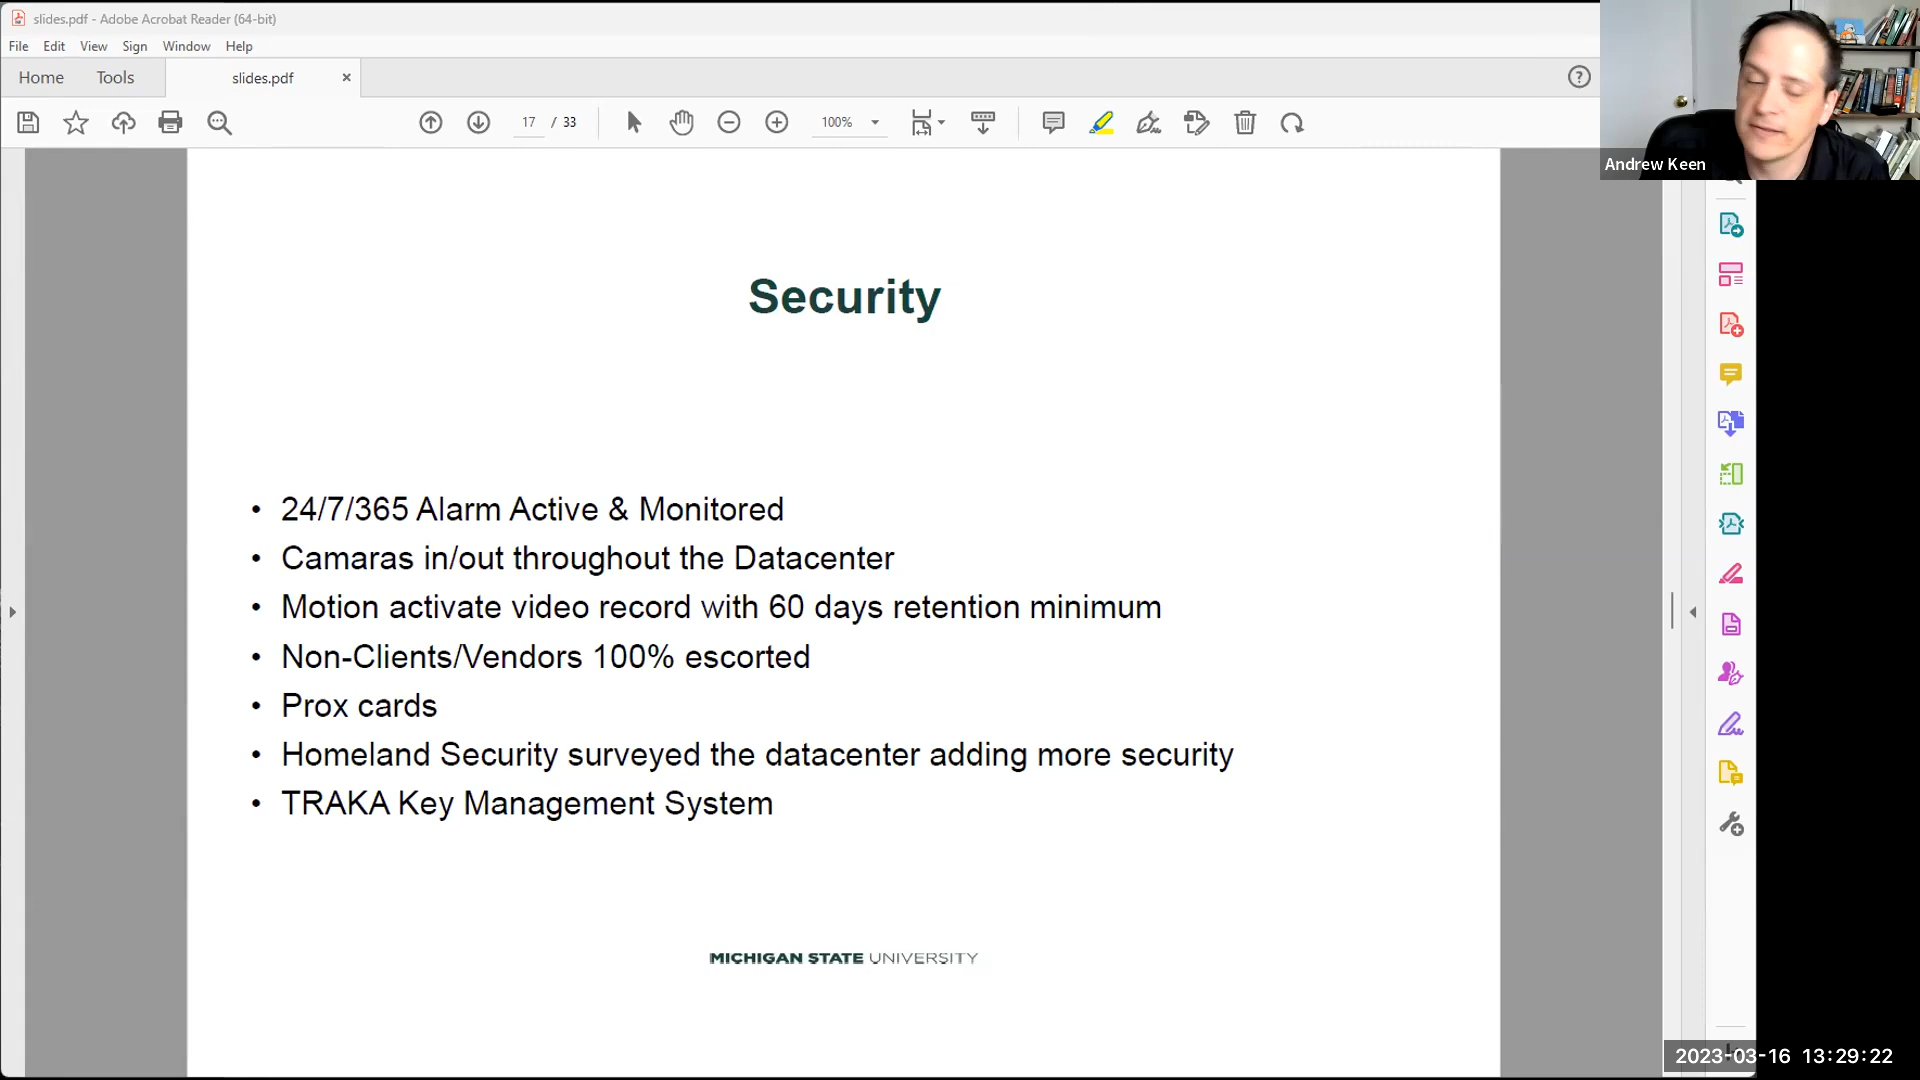 slides.pdf - Adobe Acrobat Reader (64-bit)
File Edit View Sign Window Help
Home Tools slides.pdf
17 / 33 100%
Andrew Keen
Security
• 24/7/365 Alarm Active & Monitored
• Camaras in/out throughout the Datacenter
• Motion activate video record with 60 days retention minimum
• Non-Clients/Vendors 100% escorted
• Prox cards
• Homeland Security surveyed the datacenter adding more security
• TRAKA Key Management System
MICHIGAN STATE UNIVERSITY
2023-03-16 13:29:22